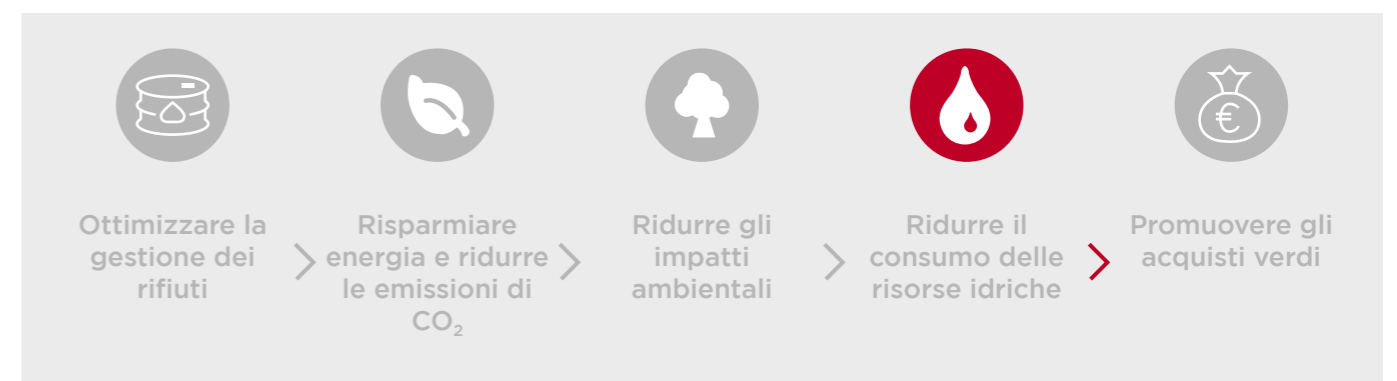 €
Ottimizzare la
gestione dei
rifiuti
Risparmiare
energia e ridurre
le emissioni di
CO₂
Ridurre gli
impatti
ambientali
Ridurre il
consumo delle
risorse idriche
Promuovere gli
acquisti verdi